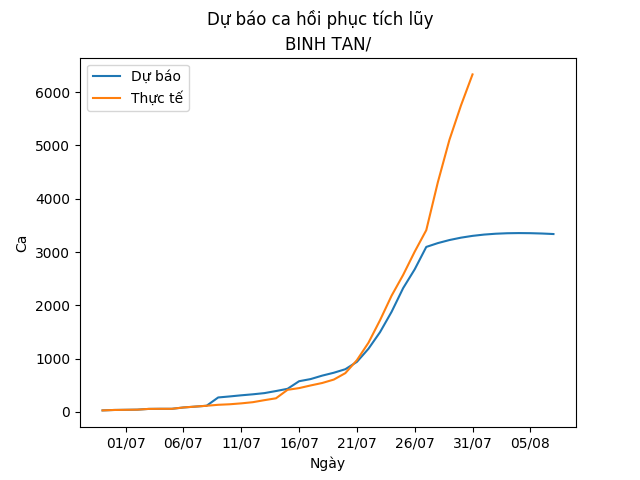 Dự báo ca hồi phục tích lũy
BINH TAN/
Dự báo
Thực tế
6000
5000
4000
3000
2000
1000
0
Ca
01/07 06/07 11/07 16/07 21/07 26/07 31/07 05/08
Ngày